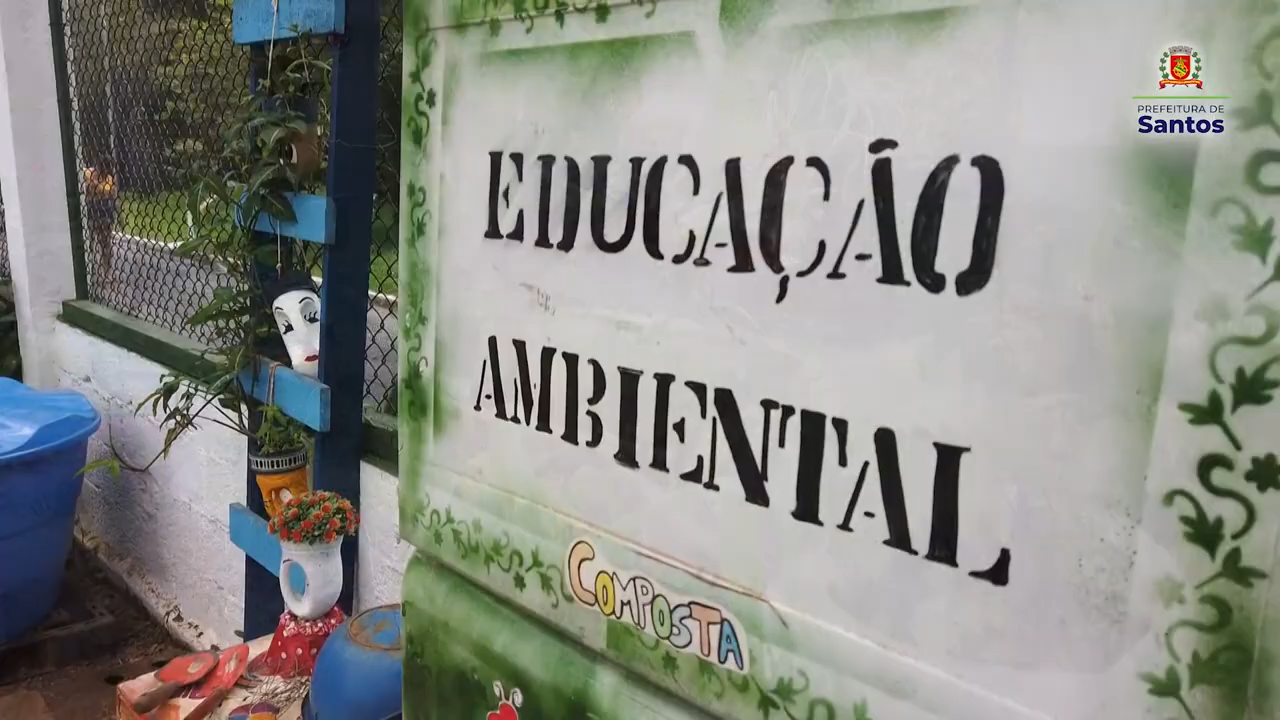 PREFEITURA DE
Santos
EDUCAÇÃO
AMBIENTAL
COMPOSTA